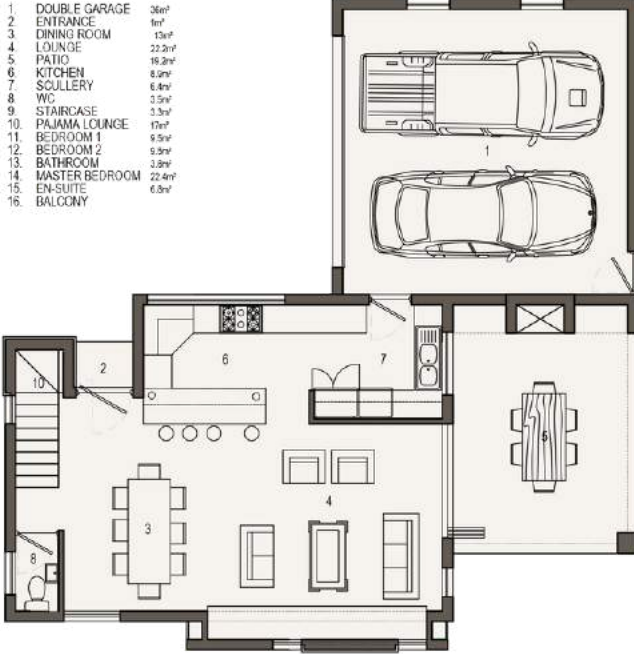 1. DOUBLE GARAGE 36m²
2. ENTRANCE 1m²
3. DINING ROOM 13m²
4. LOUNGE 22.2m²
5. PATIO 19.2m²
6. KITCHEN 8.9m²
7. SCULLERY 6.4m²
8. WC 3.5m²
9. STAIRCASE 3.3m²
10. PAJAMA LOUNGE 17m²
11. BEDROOM 1 9.5m²
12. BEDROOM 2 9.5m²
13. BATHROOM 3.8m²
14. MASTER BEDROOM 22.4m²
15. EN-SUITE 6.8m²
16. BALCONY
1
2
6
7
10
5
4
3
8